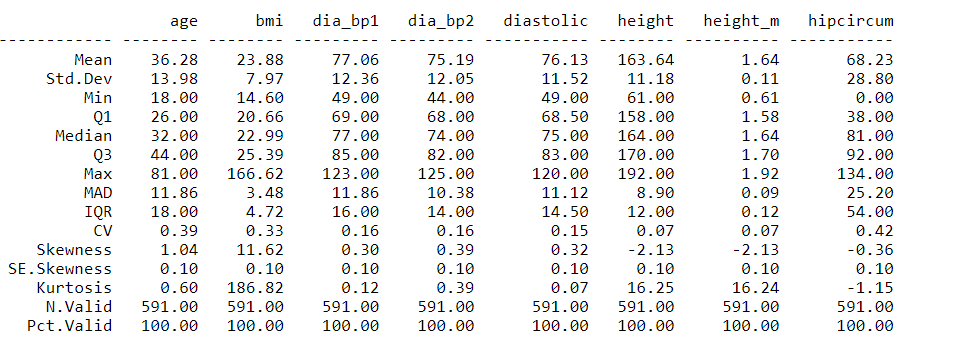 age bmi dia_bp1 dia_bp2 diastolic height height_m hipcircum
------------ -------- -------- --------- --------- ----------- -------- ---------- -----------
Mean 36.28 23.88 77.06 75.19 76.13 163.64 1.64 68.23
Std.Dev 13.98 7.97 12.36 12.05 11.52 11.18 0.11 28.80
Min 18.00 14.60 49.00 44.00 49.00 61.00 0.61 0.00
Q1 26.00 20.66 69.00 68.00 68.50 158.00 1.58 38.00
Median 32.00 22.99 77.00 74.00 75.00 164.00 1.64 81.00
Q3 44.00 25.39 85.00 82.00 83.00 170.00 1.70 92.00
Max 81.00 166.62 123.00 125.00 120.00 192.00 1.92 134.00
MAD 11.86 3.48 11.86 10.38 11.12 8.90 0.09 25.20
IQR 18.00 4.72 16.00 14.00 14.50 12.00 0.12 54.00
CV 0.39 0.33 0.16 0.16 0.15 0.07 0.07 0.42
Skewness 1.04 11.62 0.30 0.39 0.32 -2.13 -2.13 -0.36
SE.Skewness 0.10 0.10 0.10 0.10 0.10 0.10 0.10 0.10
Kurtosis 0.60 186.82 0.12 0.39 0.07 16.25 16.24 -1.15
N.Valid 591.00 591.00 591.00 591.00 591.00 591.00 591.00 591.00
Pct.Valid 100.00 100.00 100.00 100.00 100.00 100.00 100.00 100.00